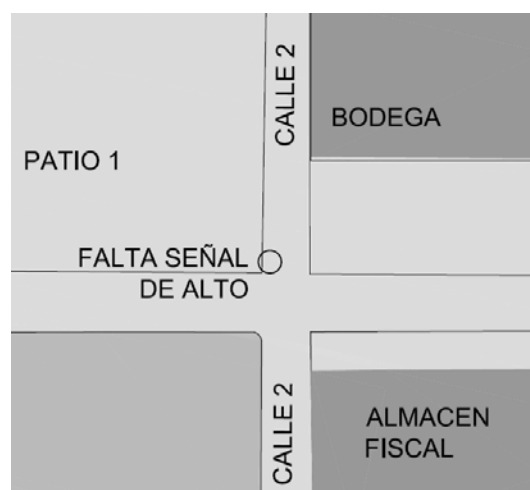 CALLE 2
BODEGA
PATIO 1
FALTA SEÑAL
DE ALTO
CALLE 2
ALMACEN
FISCAL